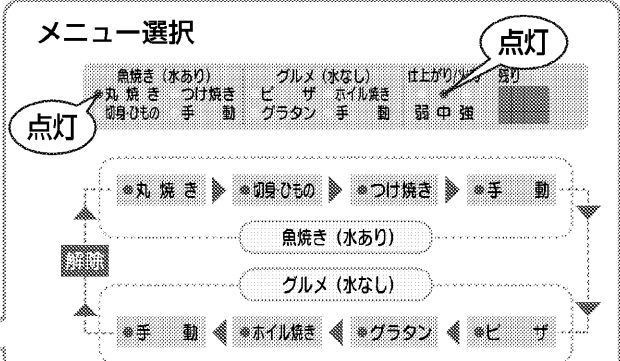 メニュー選択
点灯
魚焼き（水あり） グルメ（水なし） 仕上がり/火力 残り
丸焼き つけ焼き ピザ ホイル焼き
切身·ひもの 手動 グラタン 手動 弱 中 強
点灯
丸焼き 切身·ひもの つけ焼き 手動
魚焼き（水あり）
解除
グルメ（水なし）
手動 ホイル焼き グラタン ピザ